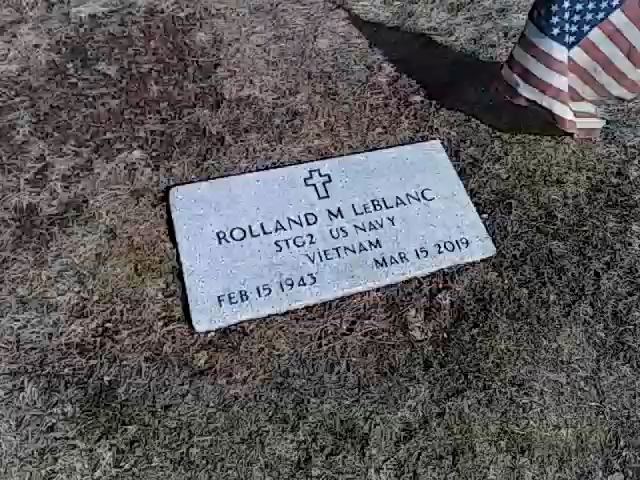 ROLLAND M LEBLANC
STG2 US NAVY
VIETNAM
FEB 15 1943 MAR 15 2019